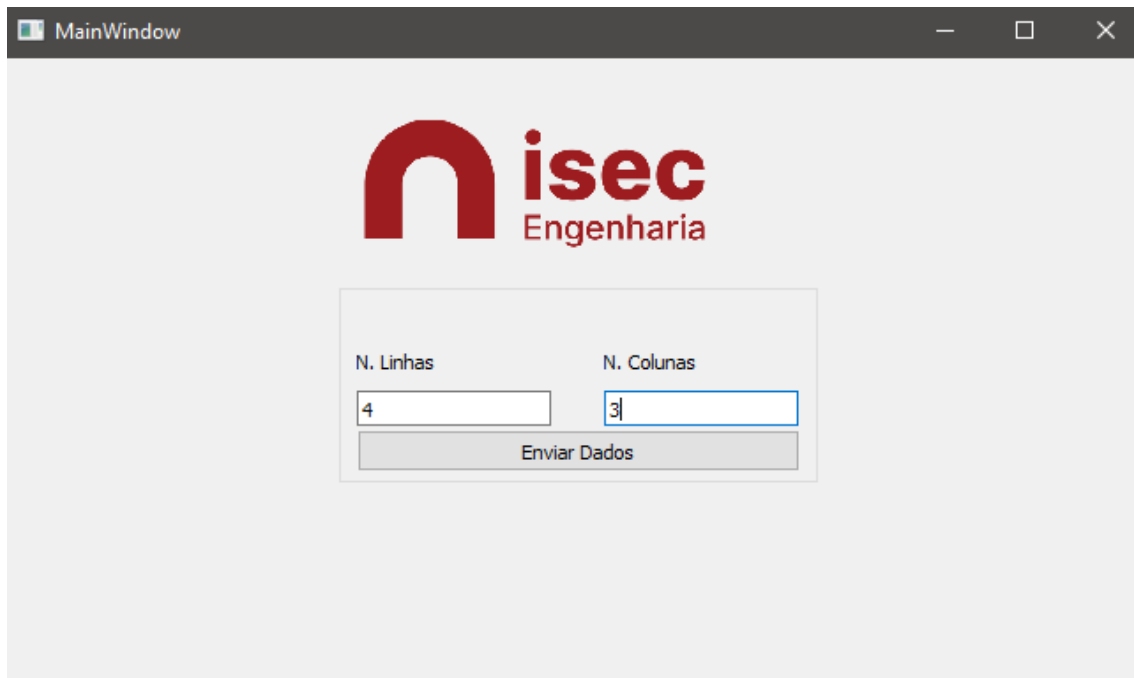 MainWindow
isec
Engenharia
N. Linhas
N. Colunas
4
3
Enviar Dados